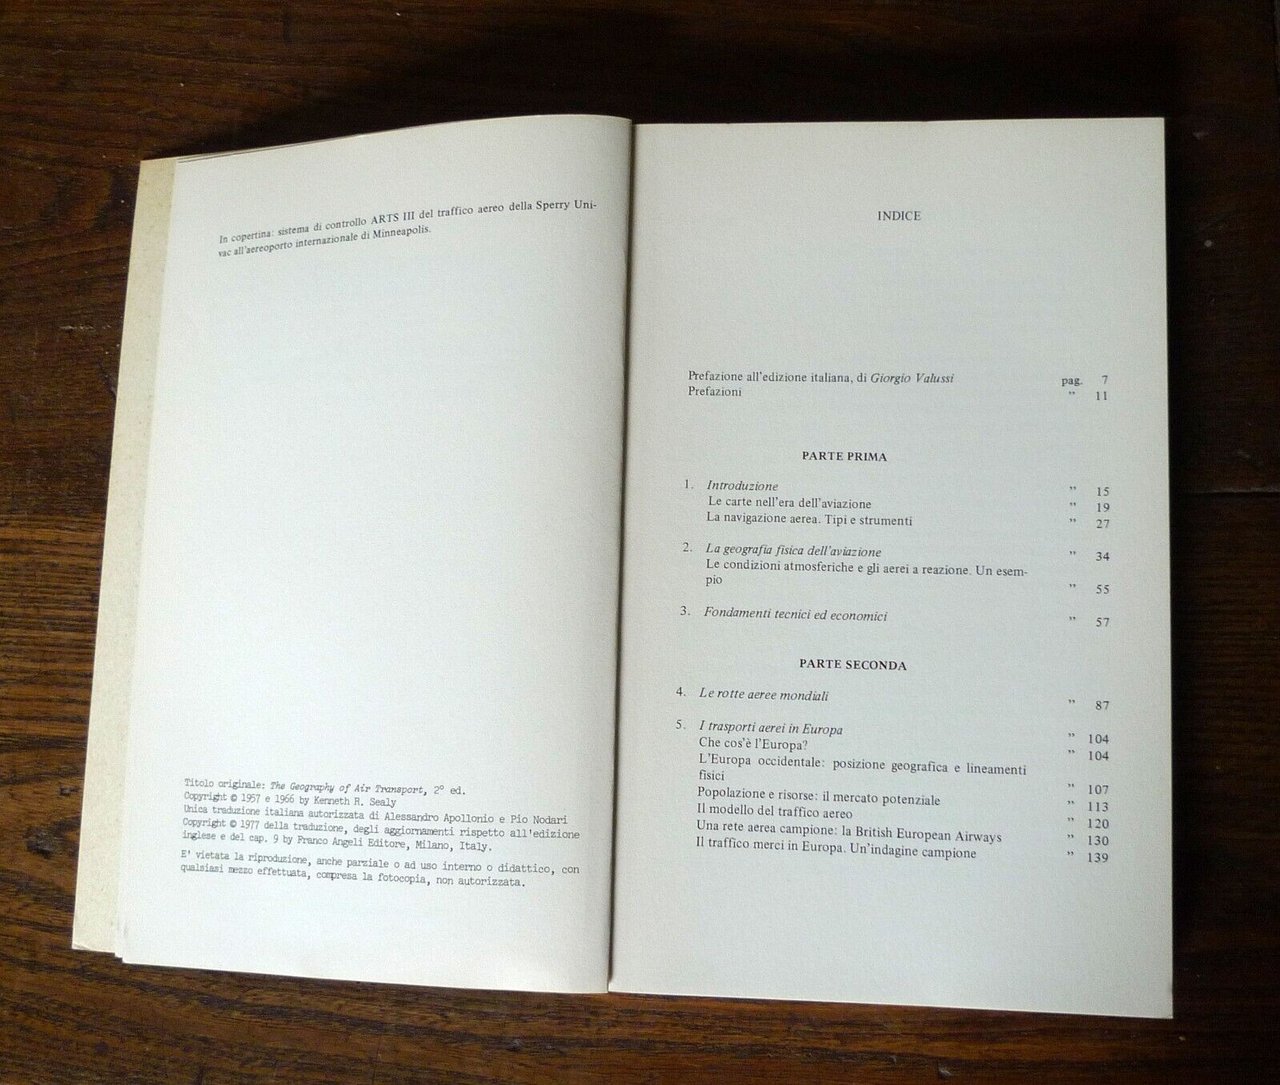 In copertina: sistema di controllo ARTS III del traffico aereo della Sperry Uni-
vac all'aereoporto internazionale di Minneapolis.
Titolo originale: The Geography of Air Transport, 2° ed.
Copyright © 1957 e 1966 by Kenneth R. Sealy
Unica traduzione italiana autorizzata di Alessandro Apollonio e Pio Nodari
Copyright © 1977 della traduzione, degli aggiornamenti rispetto all'edizione
inglese e del cap. 9 by Franco Angeli Editore, Milano, Italy.
E' vietata la riproduzione, anche parziale o ad uso interno o didattico, con
qualsiasi mezzo effettuata, compresa la fotocopia, non autorizzata.
INDICE
Prefazione all'edizione italiana, di Giorgio Valussi pag. 7
Prefazioni " 11
PARTE PRIMA
1. Introduzione " 15
Le carte nell'era dell'aviazione " 19
La navigazione aerea. Tipi e strumenti " 27
2. La geografia fisica dell'aviazione " 34
Le condizioni atmosferiche e gli aerei a reazione. Un esem-
pio " 55
3. Fondamenti tecnici ed economici " 57
PARTE SECONDA
4. Le rotte aeree mondiali " 87
5. I trasporti aerei in Europa " 104
Che cos'è l'Europa? " 104
L'Europa occidentale: posizione geografica e lineamenti
fisici " 107
Popolazione e risorse: il mercato potenziale " 113
Il modello del traffico aereo " 120
Una rete aerea campione: la British European Airways " 130
Il traffico merci in Europa. Un'indagine campione " 139